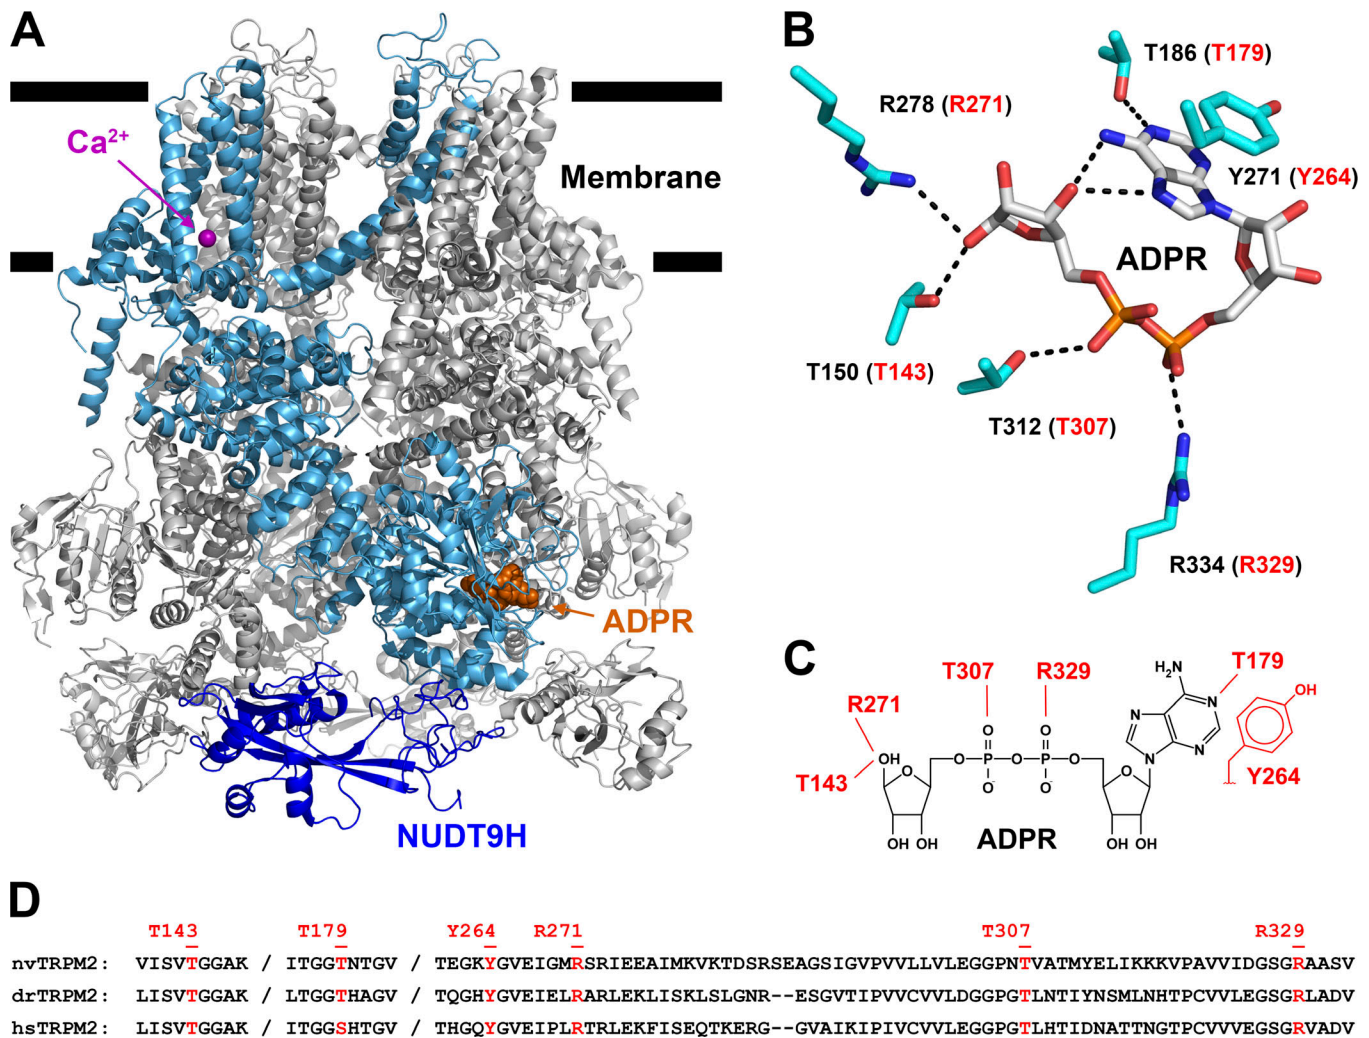 A
Ca2+
Membrane
ADPR
NUDT9H
B
T186 (T179)
R278 (R271)
Y271 (Y264)
ADPR
T150 (T143)
T312 (T307)
R334 (R329)
C
T307 R329 H2N T179
R271
OH
O O N N
OH O O P O P O N N
T143 O O- O- O Y264
OH OH ADPR OH OH
D
T143 T179 Y264 R271 T307 R329
nvTRPM2: VISVTGGAK / ITGGTNTGV / TEGKYGVEIGMRSRIEEAIMKVKTDSRSEAGSIGVPVVLLVLEGGPNTVATMYELIKKKVPAVVIDGSGRAASV
drTRPM2: LISVTGGAK / LTGGTHAGV / TQGHYGVEIELRARLEKLISKLSLGNR--ESGVTIPVVCVVLDGGPGTLNTIYNSMLNHTPCVVLEGSGRLADV
hsTRPM2: LISVTGGAK / ITGGSHTGV / THGQYGVEIPLRTRLEKFISEQTKERG--GVAIKIPIVCVVLEGGPGTLHTIDNATTNGTPCVVVEGSGRVADV